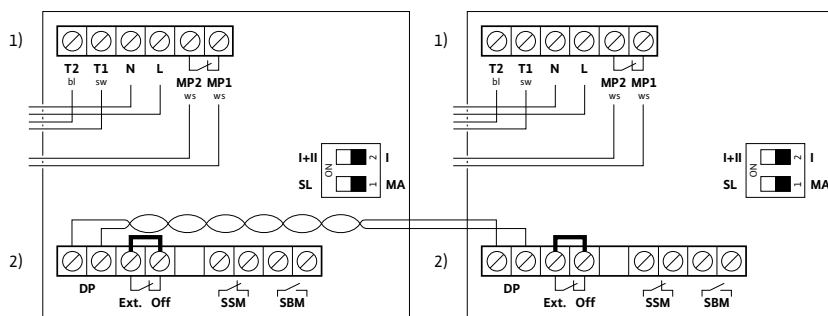 1)
T2 T1 N L MP2 MP1
bl sw ws ws
I+II ON 2 I
SL 1 MA
2)
DP Ext. Off SSM SBM
1)
T2 T1 N L MP2 MP1
bl sw ws ws
I+II ON 2 I
SL 1 MA
2)
DP Ext. Off SSM SBM